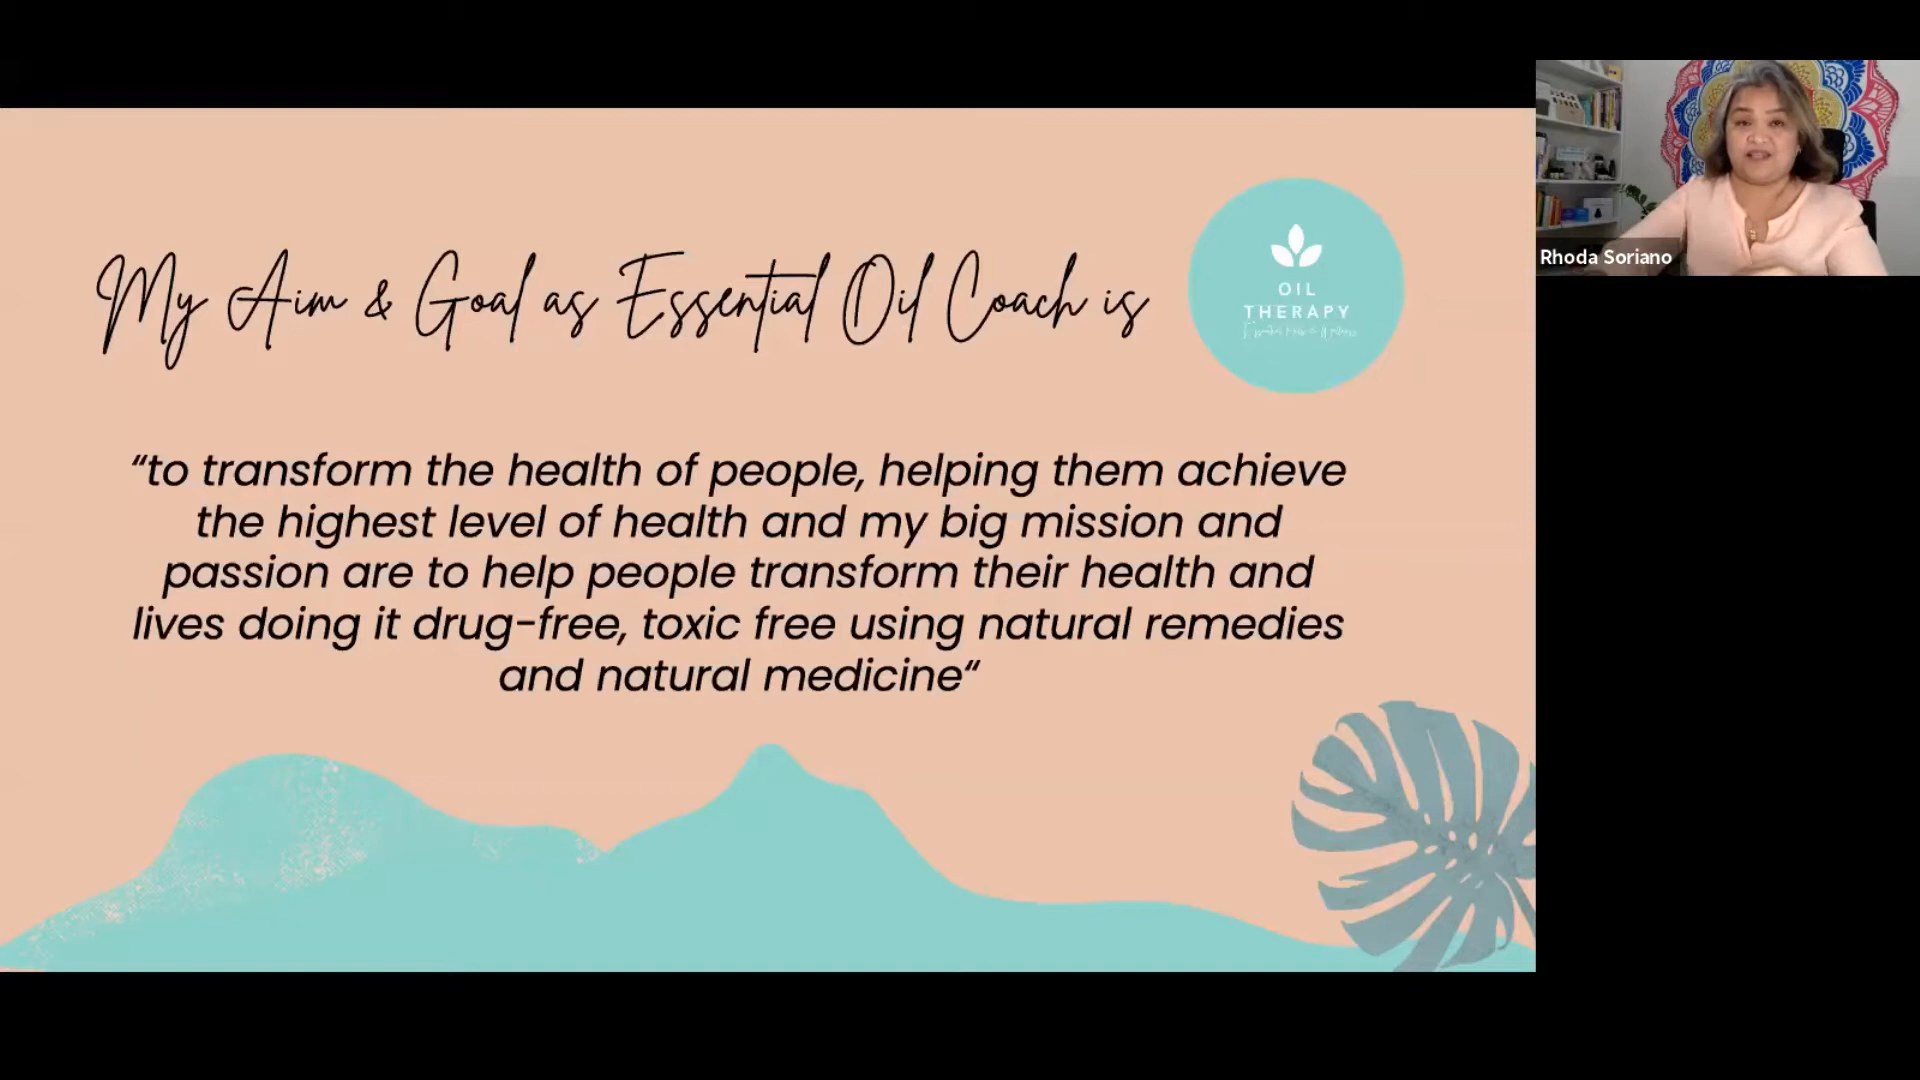 My Aim & Goal as Essential Oil Coach is
OIL
THERAPY
“to transform the health of people, helping them achieve
the highest level of health and my big mission and
passion are to help people transform their health and
lives doing it drug-free, toxic free using natural remedies
and natural medicine“
Rhoda Soriano